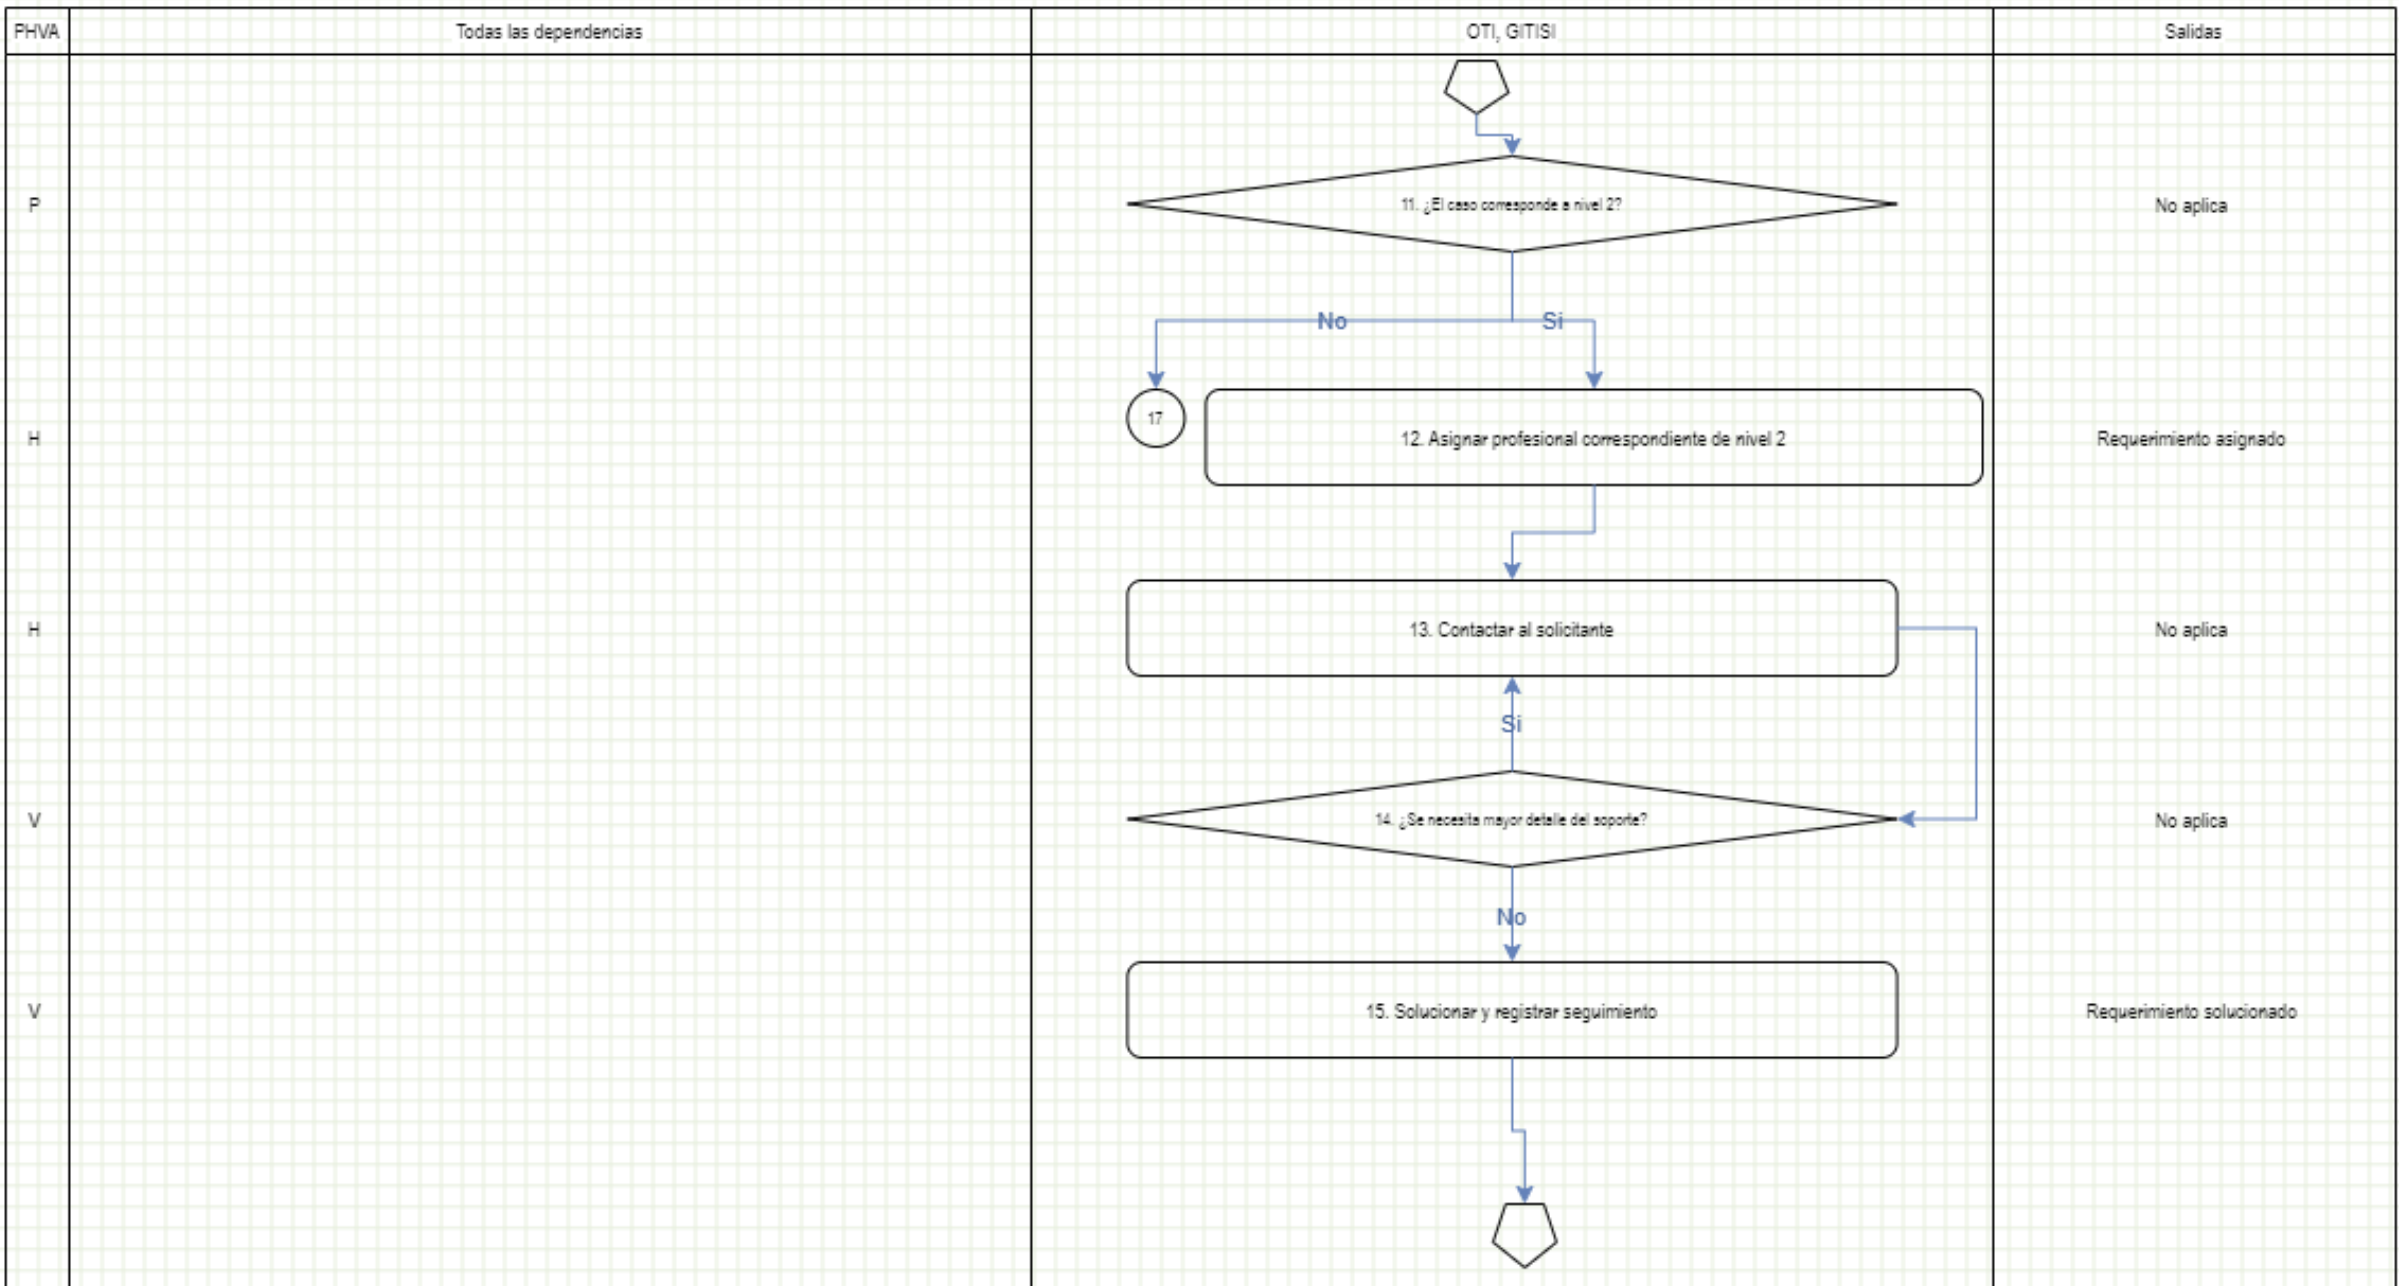 PHVA
Todas las dependencias
OTI, GITISI
Salidas
P
11. ¿El caso corresponde a nivel 2?
No aplica
No
Si
H
17
12. Asignar profesional correspondiente de nivel 2
Requerimiento asignado
H
13. Contactar al solicitante
No aplica
Si
V
14. ¿Se necesita mayor detalle del soporte?
No aplica
No
V
15. Solucionar y registrar seguimiento
Requerimiento solucionado